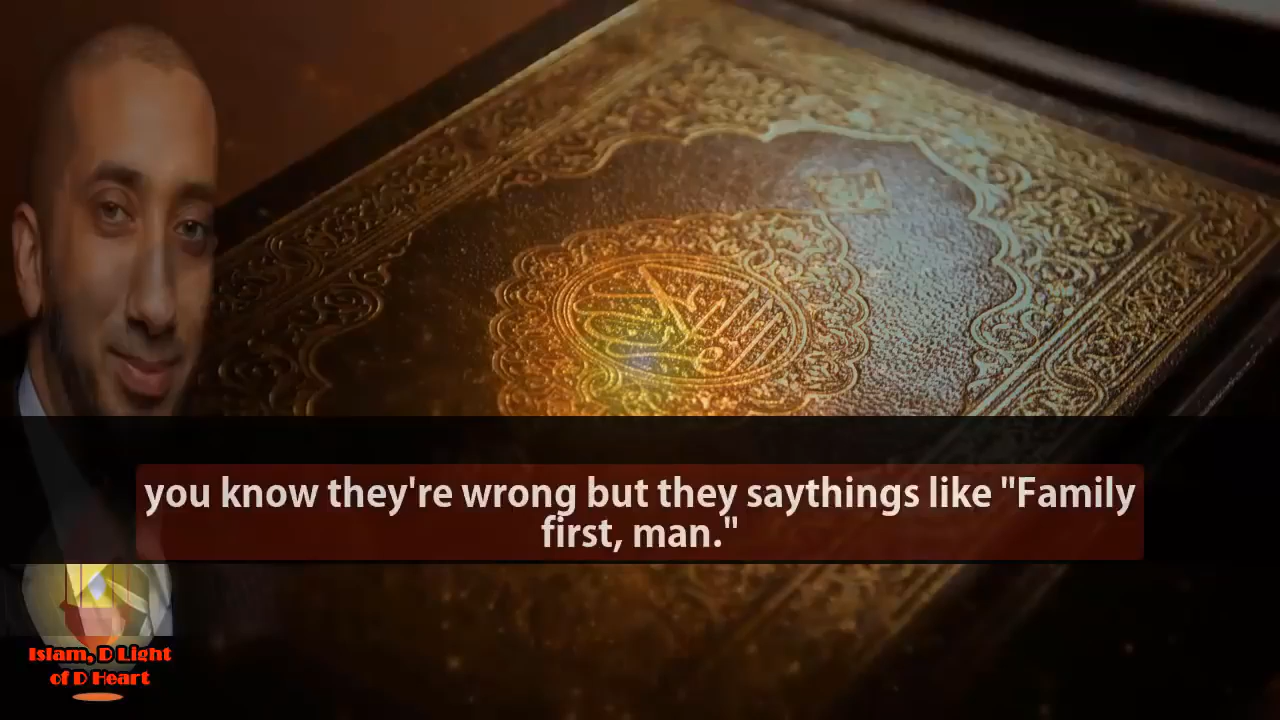 you know they're wrong but they saythings like "Family
first, man."
Islam, D Light
of D Heart